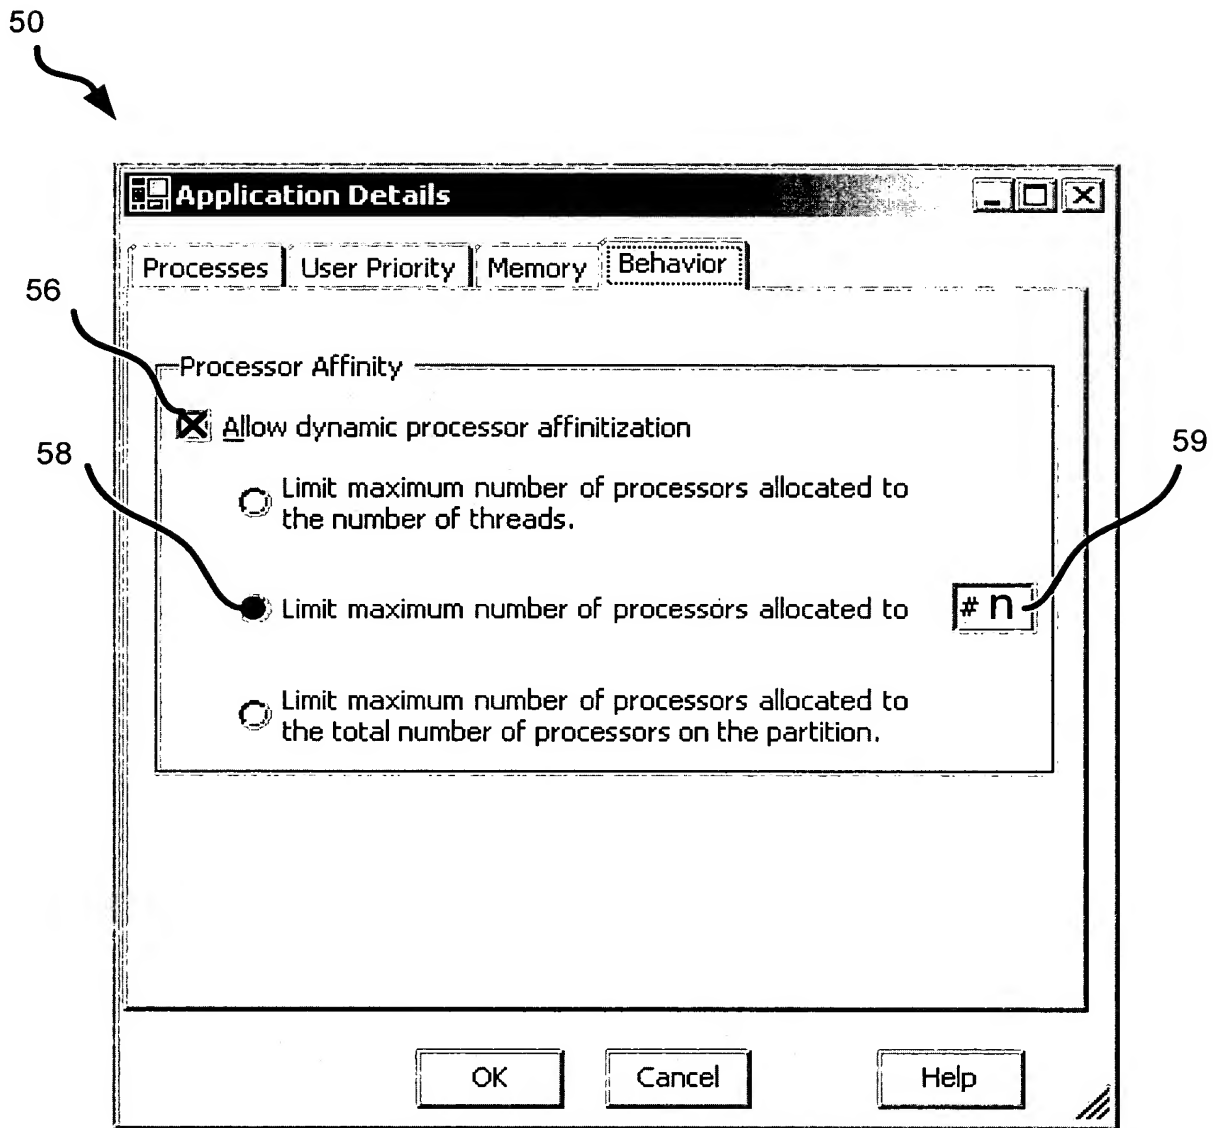 50
Application Details
Processes User Priority Memory Behavior
56
Processor Affinity
Allow dynamic processor affinitization
58
59
Limit maximum number of processors allocated to
the number of threads.
Limit maximum number of processors allocated to # n
Limit maximum number of processors allocated to
the total number of processors on the partition.
OK Cancel Help